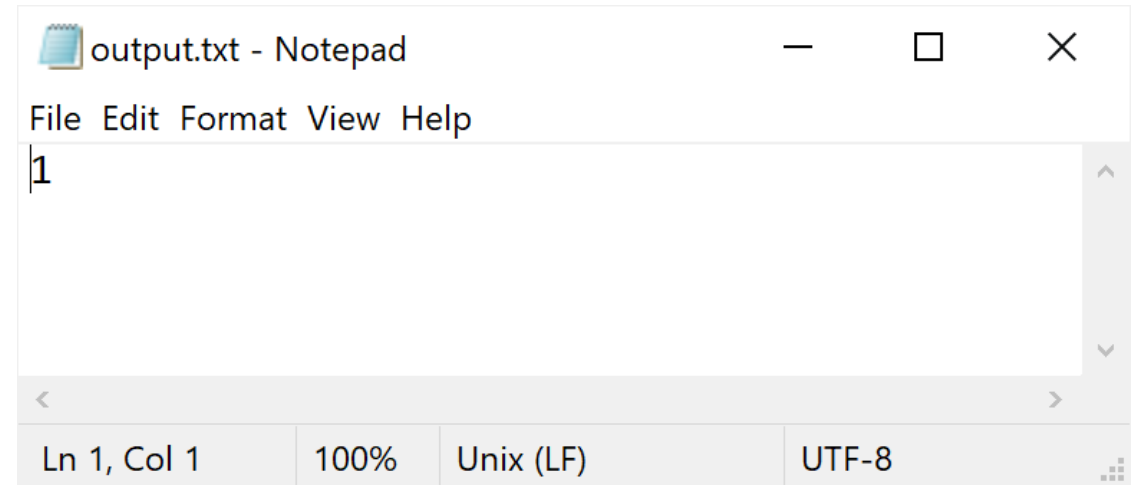 output.txt - Notepad
File Edit Format View Help
1
Ln 1, Col 1 100% Unix (LF) UTF-8